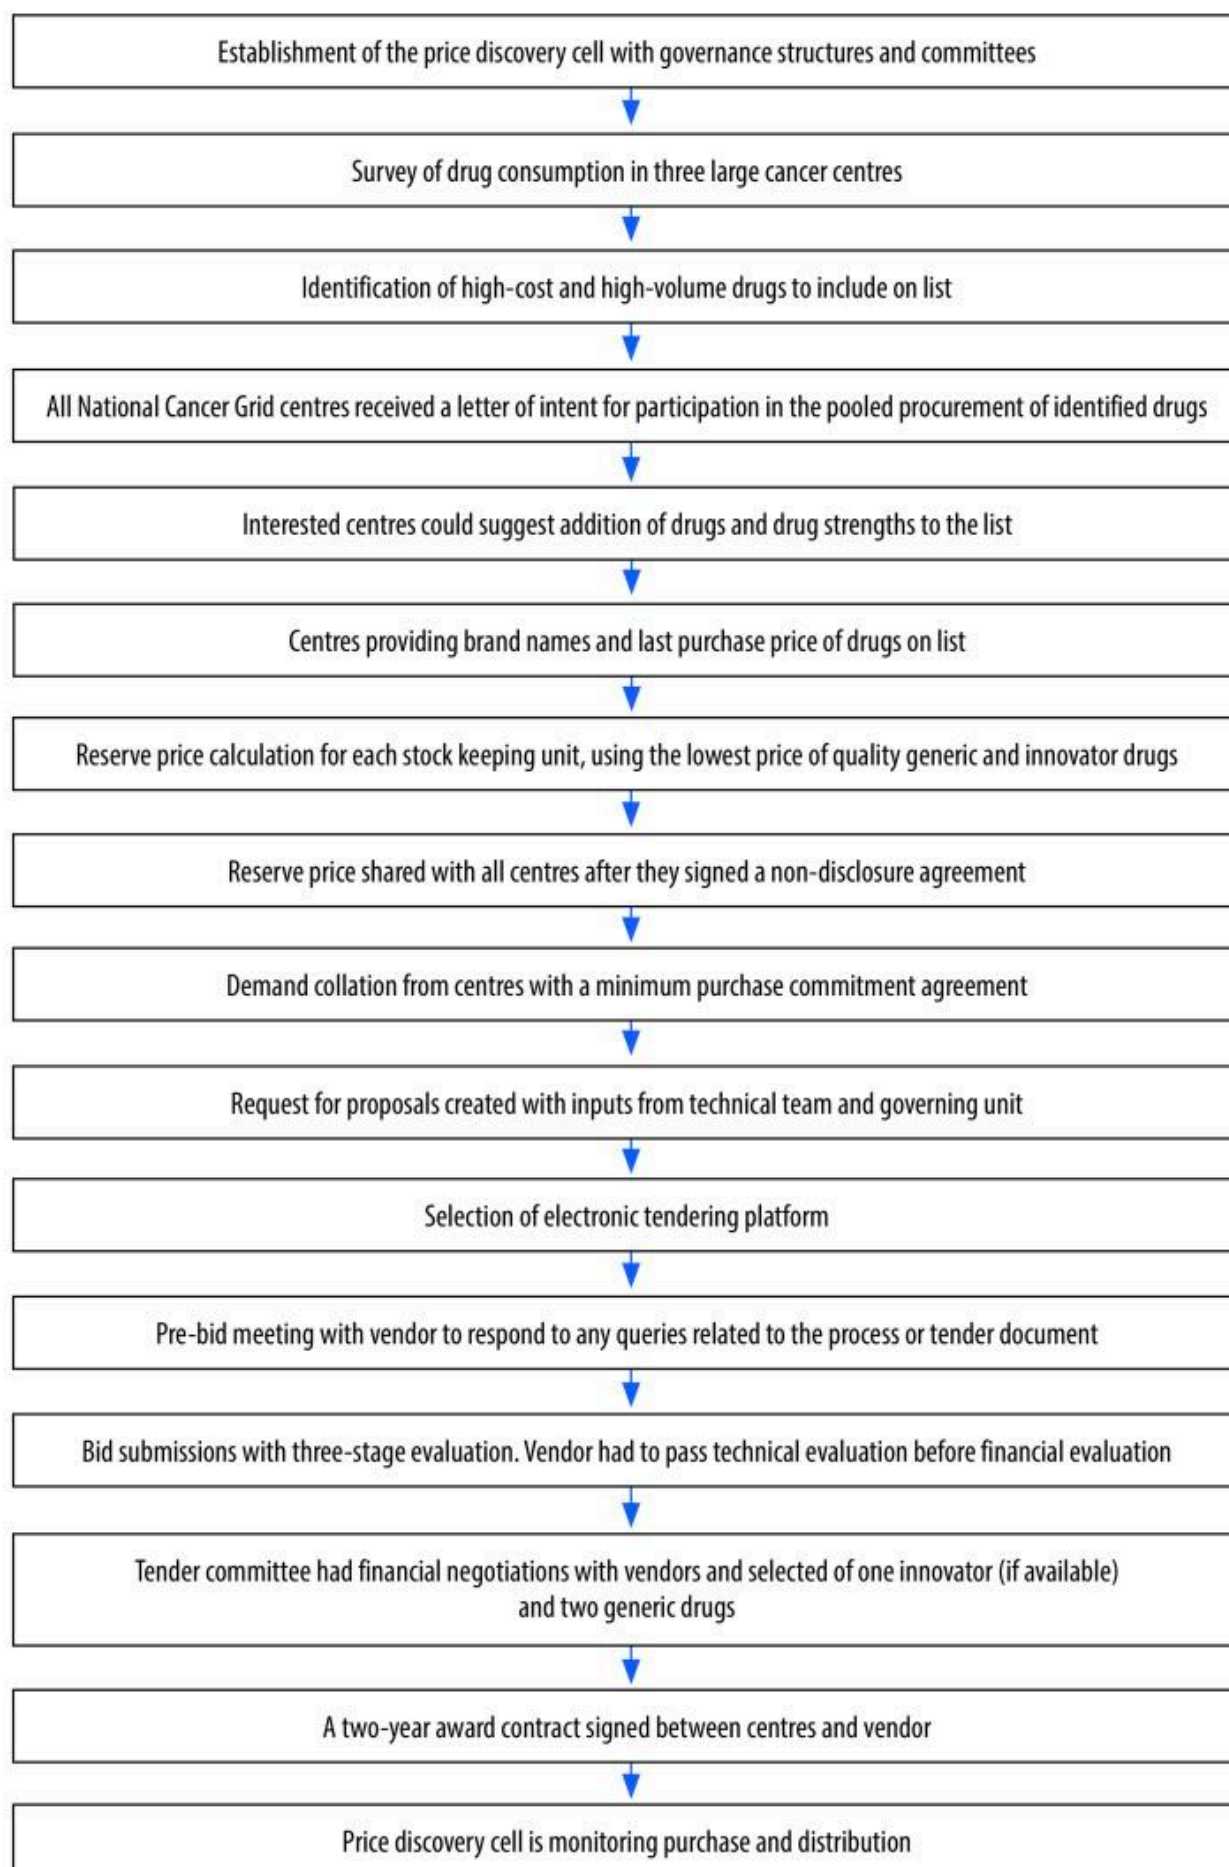 Establishment of the price discovery cell with governance structures and committees
Survey of drug consumption in three large cancer centres
Identification of high-cost and high-volume drugs to include on list
All National Cancer Grid centres received a letter of intent for participation in the pooled procurement of identified drugs
Interested centres could suggest addition of drugs and drug strengths to the list
Centres providing brand names and last purchase price of drugs on list
Reserve price calculation for each stock keeping unit, using the lowest price of quality generic and innovator drugs
Reserve price shared with all centres after they signed a non-disclosure agreement
Demand collation from centres with a minimum purchase commitment agreement
Request for proposals created with inputs from technical team and governing unit
Selection of electronic tendering platform
Pre-bid meeting with vendor to respond to any queries related to the process or tender document
Bid submissions with three-stage evaluation. Vendor had to pass technical evaluation before financial evaluation
Tender committee had financial negotiations with vendors and selected of one innovator (if available)
and two generic drugs
A two-year award contract signed between centres and vendor
Price discovery cell is monitoring purchase and distribution